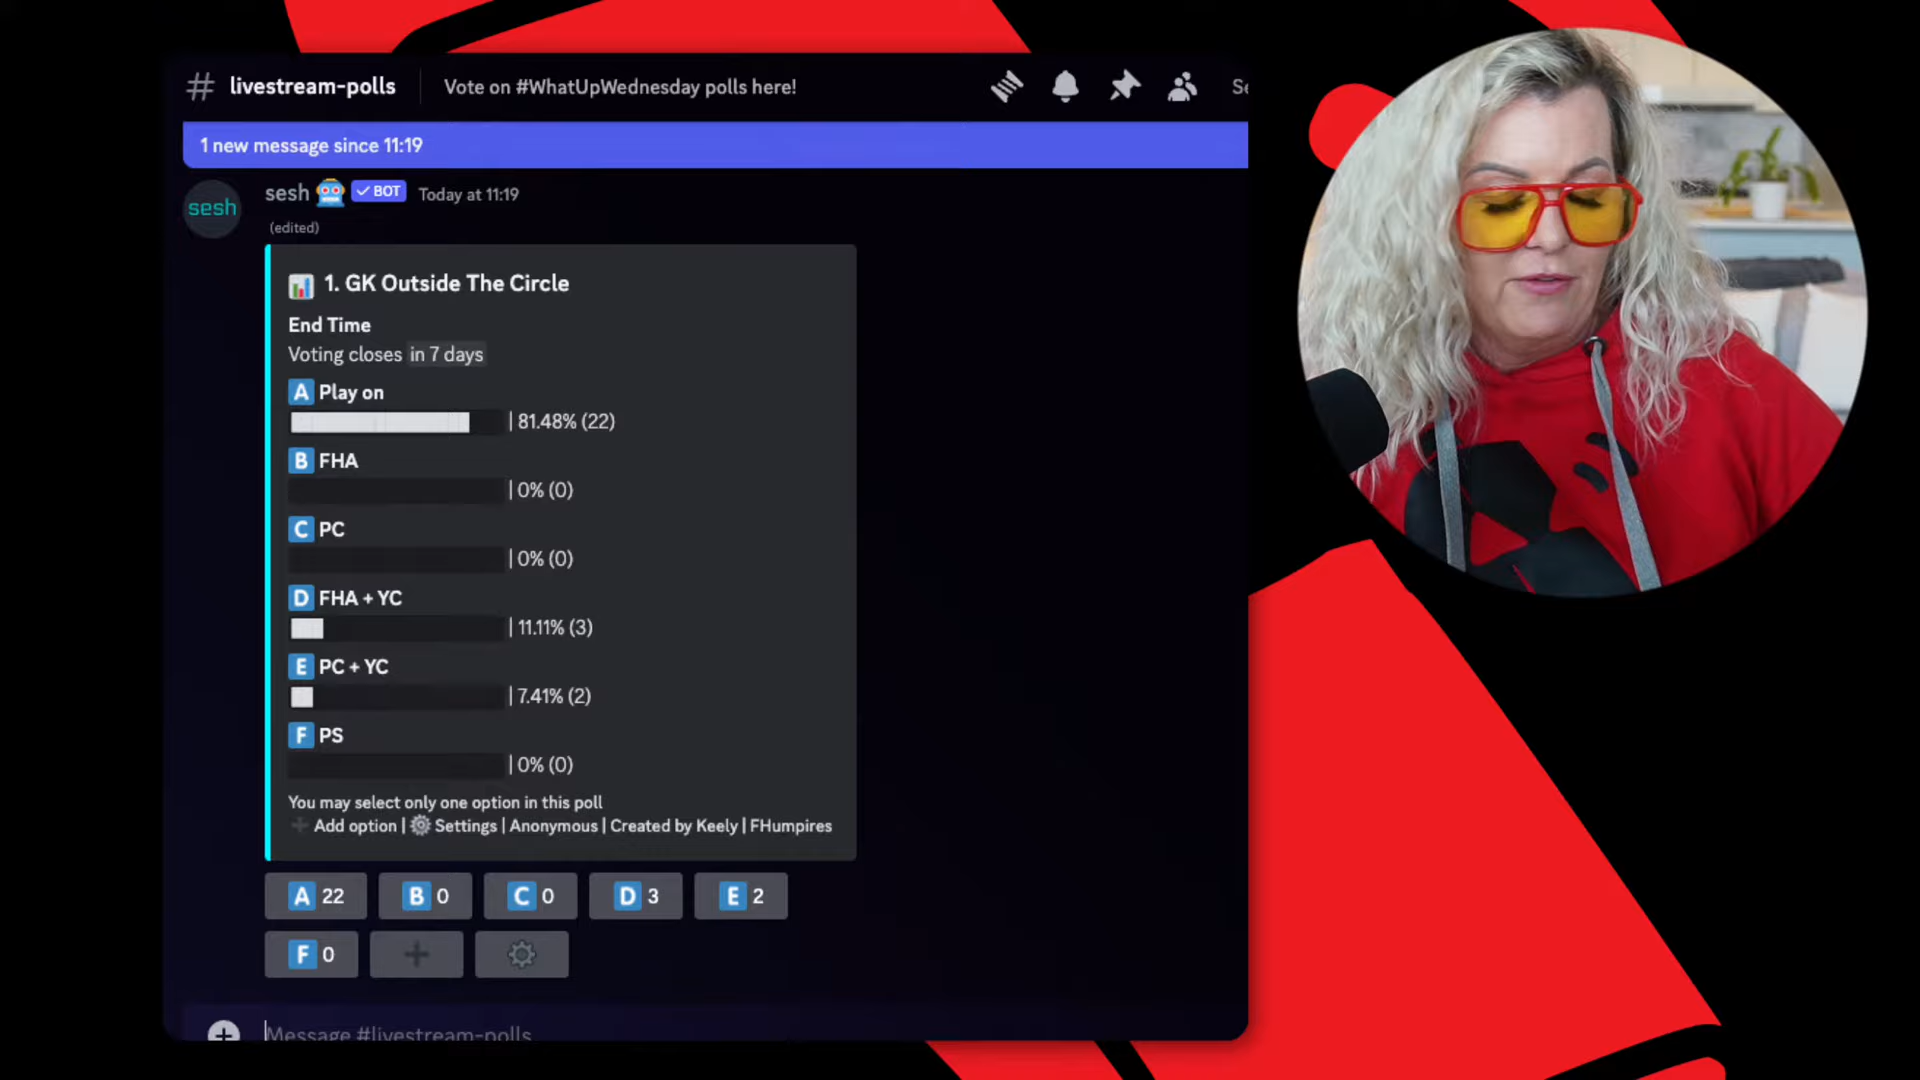 # livestream-polls
Vote on #WhatUpWednesday polls here!
Se
1 new message since 11:19
sesh
sesh BOT Today at 11:19
(edited)
1. GK Outside The Circle
End Time
Voting closes in 7 days
A Play on
| 81.48% (22)
B FHA
| 0% (0)
C PC
| 0% (0)
D FHA + YC
| 11.11% (3)
E PC + YC
| 7.41% (2)
F PS
| 0% (0)
You may select only one option in this poll
Add option | Settings | Anonymous | Created by Keely | FHumpires
A 22 B 0 C 0 D 3 E 2
F 0
Message #livestream-polls